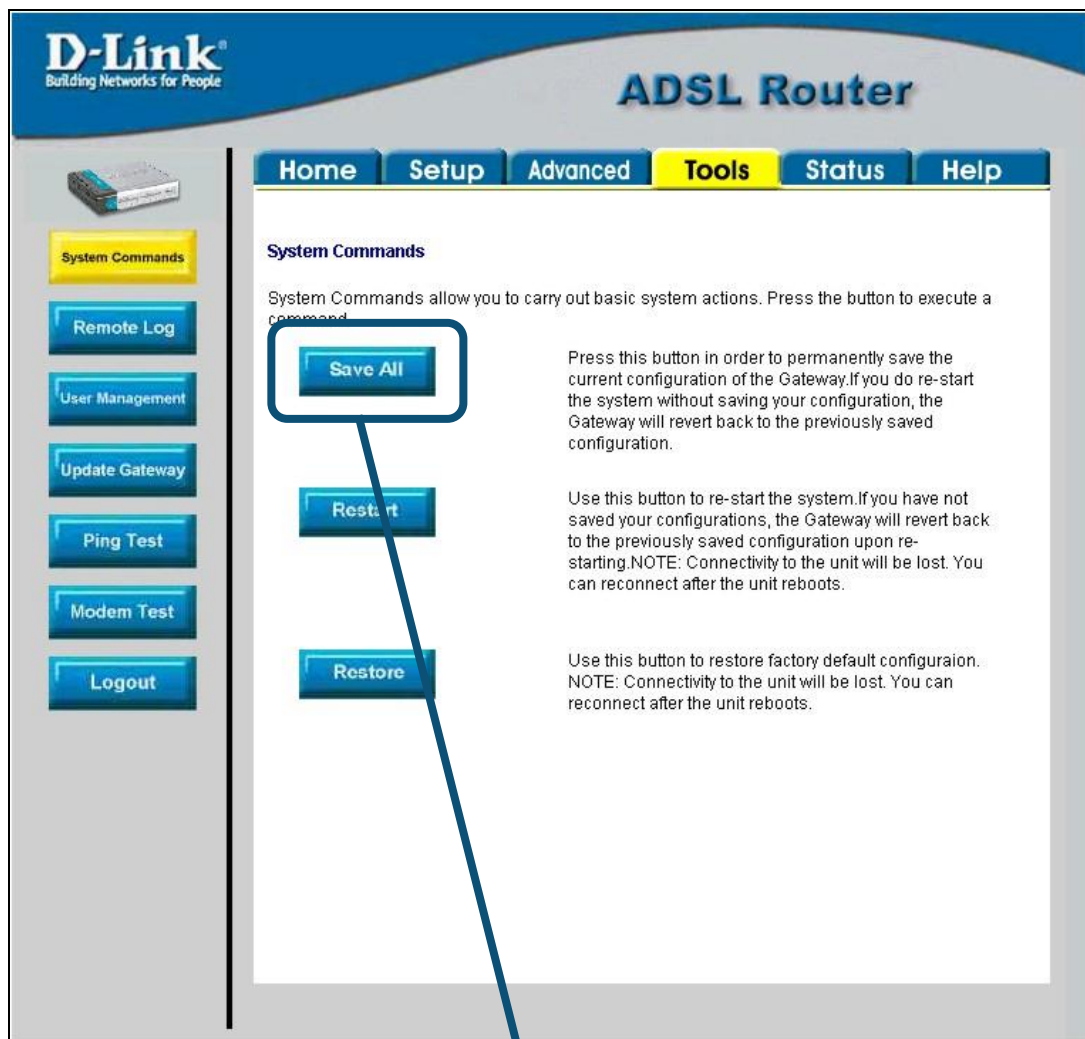 D-Link
Building Networks for People
ADSL Router
Home Setup Advanced Tools Status Help
System Commands
Remote Log
User Management
Update Gateway
Ping Test
Modem Test
Logout
System Commands
System Commands allow you to carry out basic system actions. Press the button to execute a
command
Save All
Press this button in order to permanently save the
current configuration of the Gateway.If you do re-start
the system without saving your configuration, the
Gateway will revert back to the previously saved
configuration.
Restart
Use this button to re-start the system.If you have not
saved your configurations, the Gateway will revert back
to the previously saved configuration upon re-
starting.NOTE: Connectivity to the unit will be lost. You
can reconnect after the unit reboots.
Restore
Use this button to restore factory default configuraion.
NOTE: Connectivity to the unit will be lost. You can
reconnect after the unit reboots.